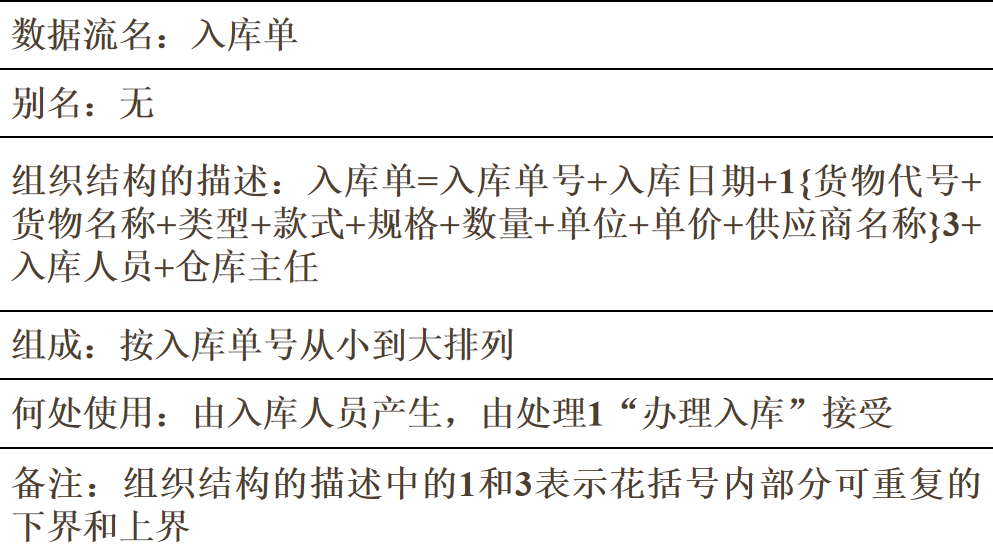 数据流名：入库单
别名：无
组织结构的描述：入库单=入库单号+入库日期+1{货物代号+
货物名称+类型+款式+规格+数量+单位+单价+供应商名称}3+
入库人员+仓库主任
组成：按入库单号从小到大排列
何处使用：由入库人员产生，由处理1“办理入库”接受
备注：组织结构的描述中的1和3表示花括号内部分可重复的
下界和上界